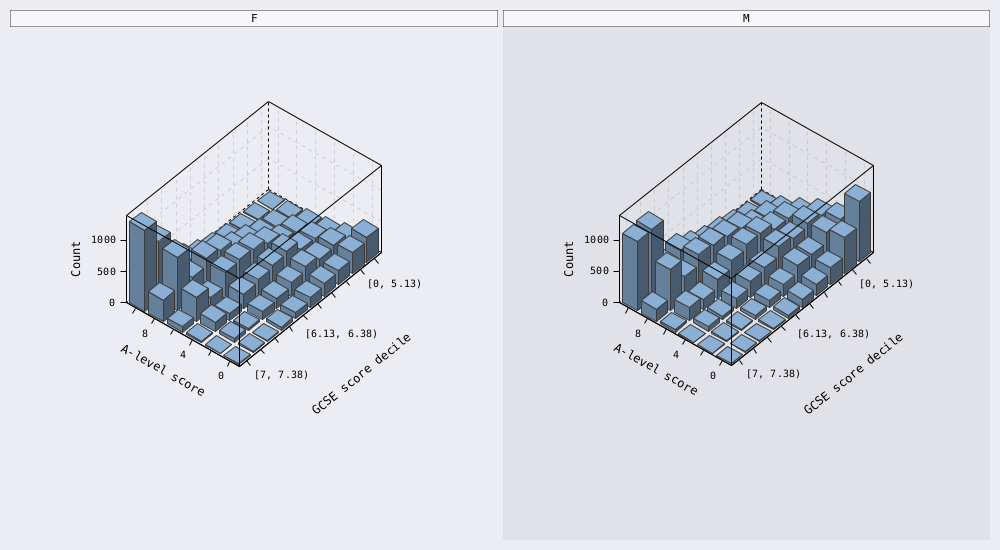 F
M
1000
500
0
Count
8
4
0
A-level score
[0, 5.13)
[6.13, 6.38)
[7, 7.38)
GCSE score decile
1000
500
0
Count
8
4
0
A-level score
[0, 5.13)
[6.13, 6.38)
[7, 7.38)
GCSE score decile